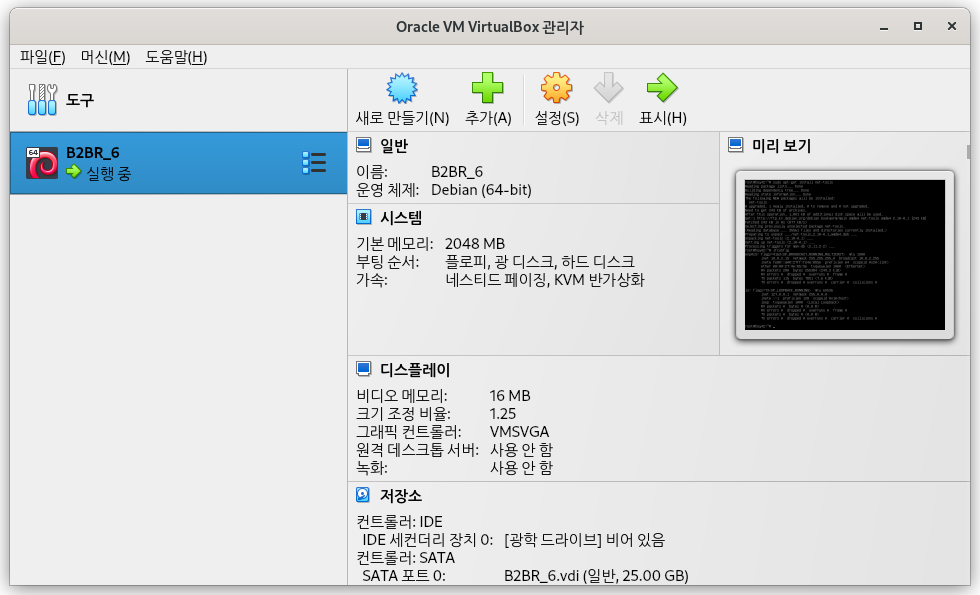 Oracle VM VirtualBox 관리자
파일(F) 머신(M) 도움말(H)
도구
새로 만들기(N) 추가(A) 설정(S) 삭제 표시(H)
64
B2BR_6
실행 중
일반
이름: B2BR_6
운영 체제: Debian (64-bit)
시스템
기본 메모리: 2048 MB
부팅 순서: 플로피, 광 디스크, 하드 디스크
가속: 네스티드 페이징, KVM 반가상화
미리 보기
디스플레이
비디오 메모리: 16 MB
크기 조정 비율: 1.25
그래픽 컨트롤러: VMSVGA
원격 데스크톱 서버: 사용 안 함
녹화: 사용 안 함
저장소
컨트롤러: IDE
IDE 세컨더리 장치 0: [광학 드라이브] 비어 있음
컨트롤러: SATA
SATA 포트 0: B2BR_6.vdi (일반, 25.00 GB)